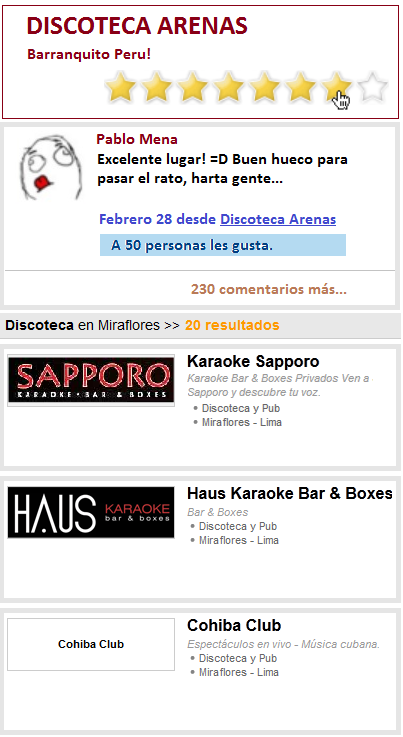 DISCOTECA ARENAS
Barranquito Peru!
Pablo Mena
Excelente lugar! =D Buen hueco para
pasar el rato, harta gente...
Febrero 28 desde Discoteca Arenas
A 50 personas les gusta.
230 comentarios más...
Discoteca en Miraflores >> 20 resultados
SAPPORO
KARAOKE • BAR & BOXES
Karaoke Sapporo
Karaoke Bar & Boxes Privados Ven a
Sapporo y descubre tu voz.
• Discoteca y Pub
• Miraflores - Lima
HAUS KARAOKE
bar & boxes
Haus Karaoke Bar & Boxes
Bar & Boxes
• Discoteca y Pub
• Miraflores - Lima
Cohiba Club
Cohiba Club
Espectáculos en vivo - Música cubana.
• Discoteca y Pub
• Miraflores - Lima